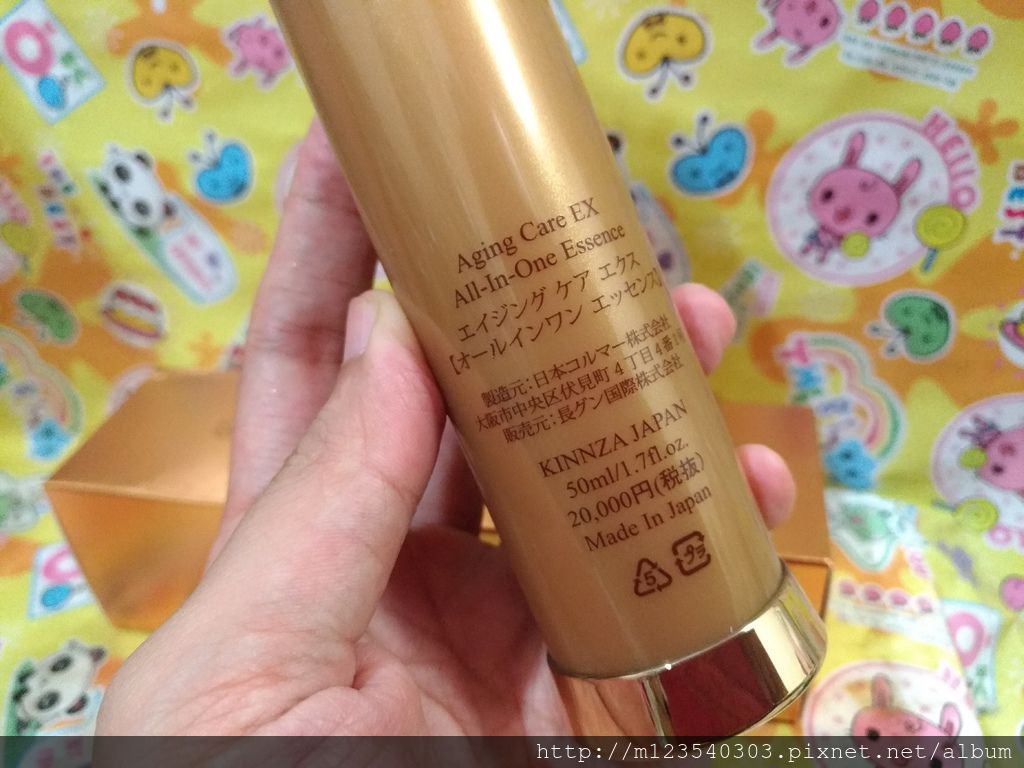 Aging Care EX
All-In-One Essence
エイジング ケア エクス
【オールインワン エッセンス】
製造元：日本コルマー株式会社
大阪市中央区伏見町4丁目4番
販売元：長グン国際株式会社
KINNZA JAPAN
50ml/1.7fl.oz.
20,000円(税抜)
Made In Japan
5 プラ
HELLO
http://m123540303.pixnet.net/album